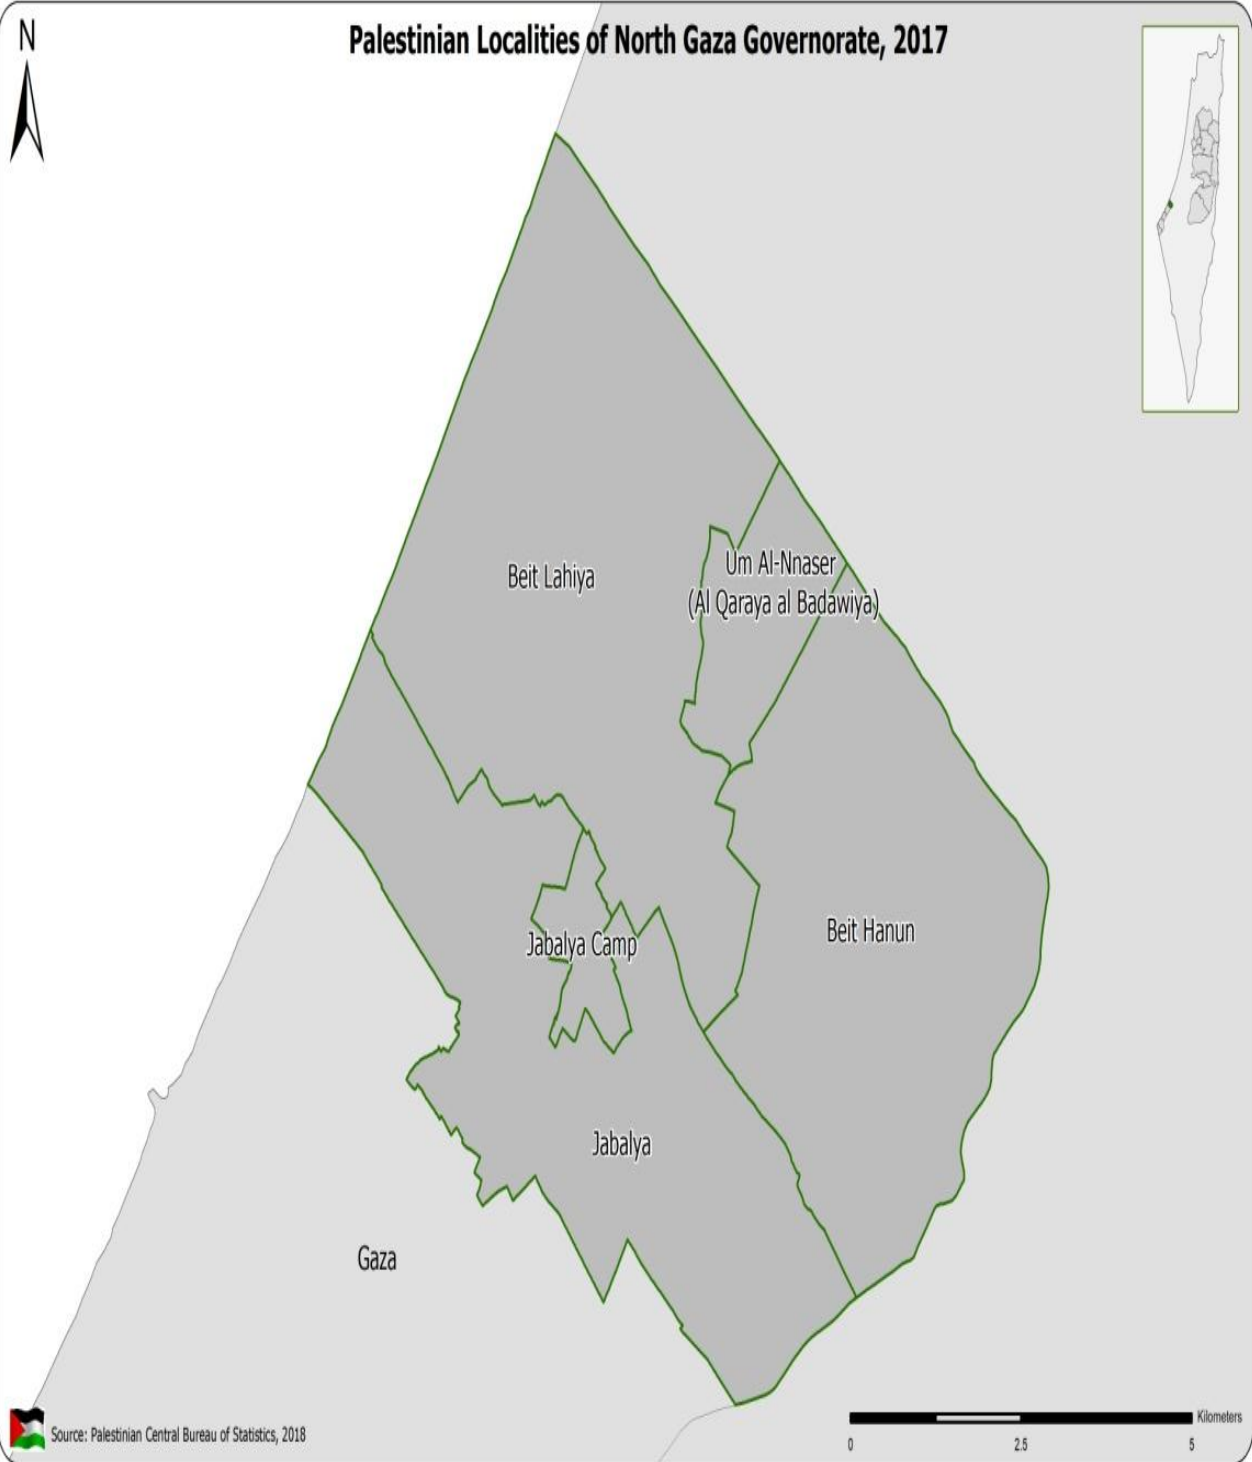 N
Palestinian Localities of North Gaza Governorate, 2017
Beit Lahiya
Um Al-Nnaser
(Al Qaraya al Badawiya)
Beit Hanun
Jabalya Camp
Jabalya
Gaza
Source: Palestinian Central Bureau of Statistics, 2018
Kilometers
0 2.5 5